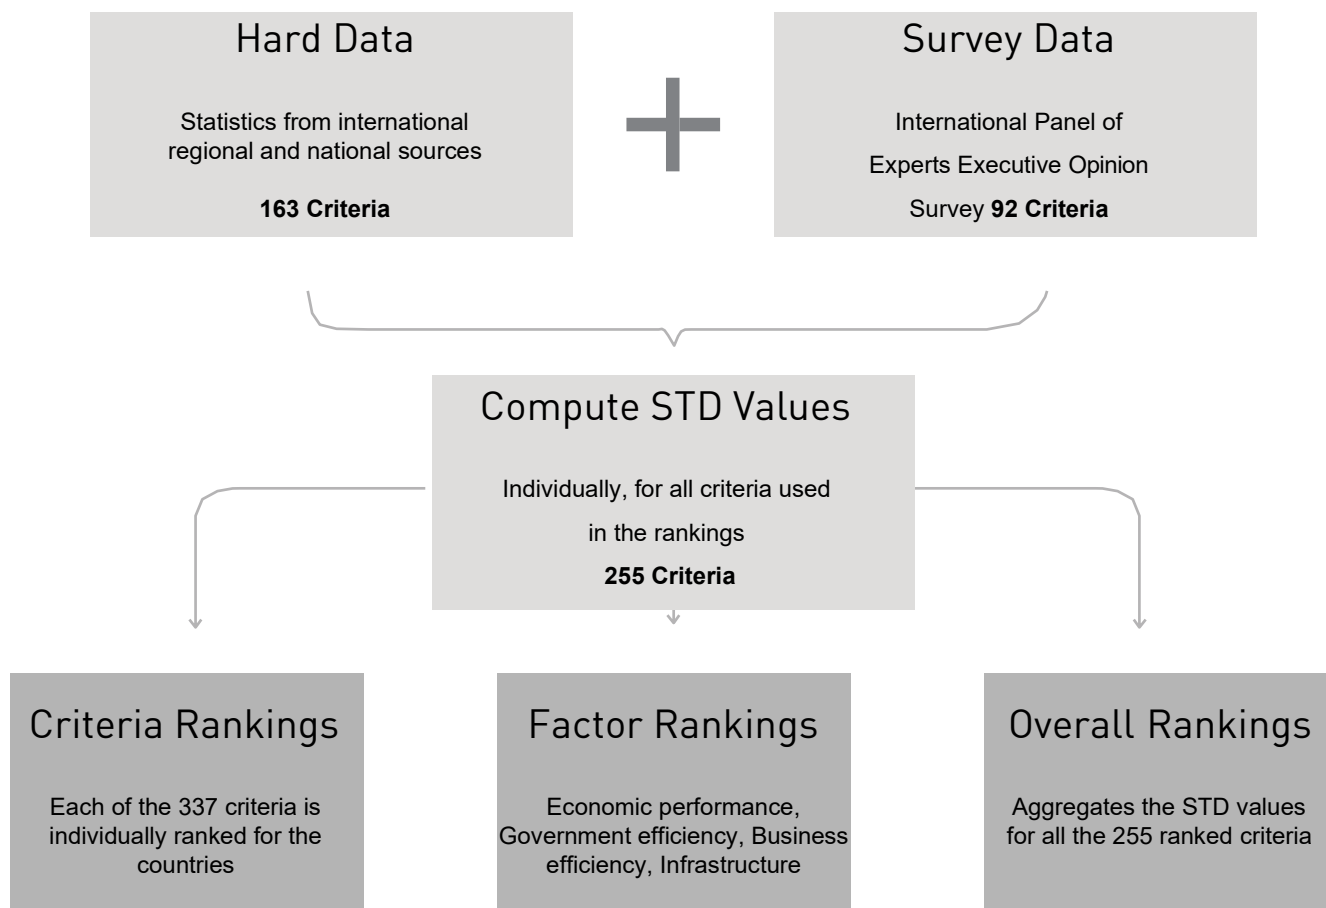 Hard Data
Statistics from international
regional and national sources
163 Criteria
Survey Data
International Panel of
Experts Executive Opinion
Survey 92 Criteria
Compute STD Values
Individually, for all criteria used
in the rankings
255 Criteria
Criteria Rankings
Each of the 337 criteria is
individually ranked for the
countries
Factor Rankings
Economic performance,
Government efficiency, Business
efficiency, Infrastructure
Overall Rankings
Aggregates the STD values
for all the 255 ranked criteria